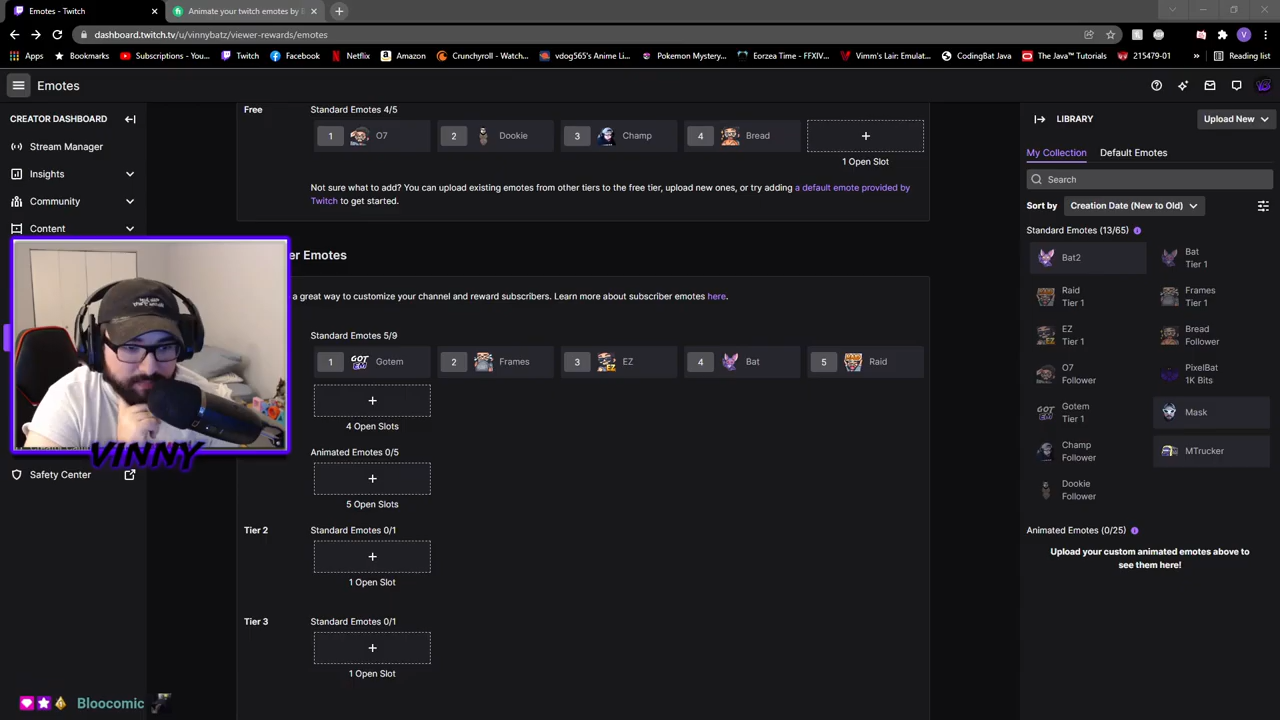 Emotes - Twitch
Animate your twitch emotes by
dashboard.twitch.tv/u/vinnybatz/viewer-rewards/emotes
Apps
Bookmarks
Subscriptions - You...
Twitch
Facebook
Netflix
Amazon
Crunchyroll - Watch...
vdog565's Anime Li...
Pokemon Mystery...
Eorzea Time - FFXIV...
Vimm's Lair: Emulat...
CodingBat Java
The Java™ Tutorials
215479-01
»
Reading list
Emotes
CREATOR DASHBOARD
Stream Manager
Insights
Community
Content
Safety Center
VINNY
Bloocomic
Free
Standard Emotes 4/5
1 O7
2 Dookie
3 Champ
4 Bread
1 Open Slot
Not sure what to add? You can upload existing emotes from other tiers to the free tier, upload new ones, or try adding a default emote provided by
Twitch to get started.
er Emotes
a great way to customize your channel and reward subscribers. Learn more about subscriber emotes here.
Standard Emotes 5/9
1 GOT EM Gotem
2 Frames
3 EZ EZ
4 Bat
5 RAID Raid
4 Open Slots
Animated Emotes 0/5
5 Open Slots
Tier 2
Standard Emotes 0/1
1 Open Slot
Tier 3
Standard Emotes 0/1
1 Open Slot
LIBRARY
Upload New
My Collection
Default Emotes
Search
Sort by
Creation Date (New to Old)
Standard Emotes (13/65)
Bat2
Bat
Tier 1
Raid
Tier 1
Frames
Tier 1
EZ
Tier 1
Bread
Follower
O7
Follower
PixelBat
1K Bits
GOT EM
Gotem
Tier 1
Mask
Champ
Follower
MTrucker
Dookie
Follower
Animated Emotes (0/25)
Upload your custom animated emotes above to
see them here!